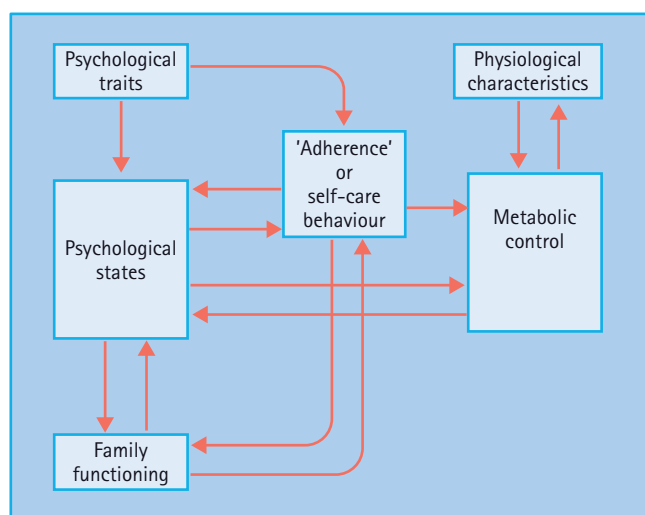 Psychological
traits
Physiological
characteristics
'Adherence'
or
self-care
behaviour
Psychological
states
Metabolic
control
Family
functioning